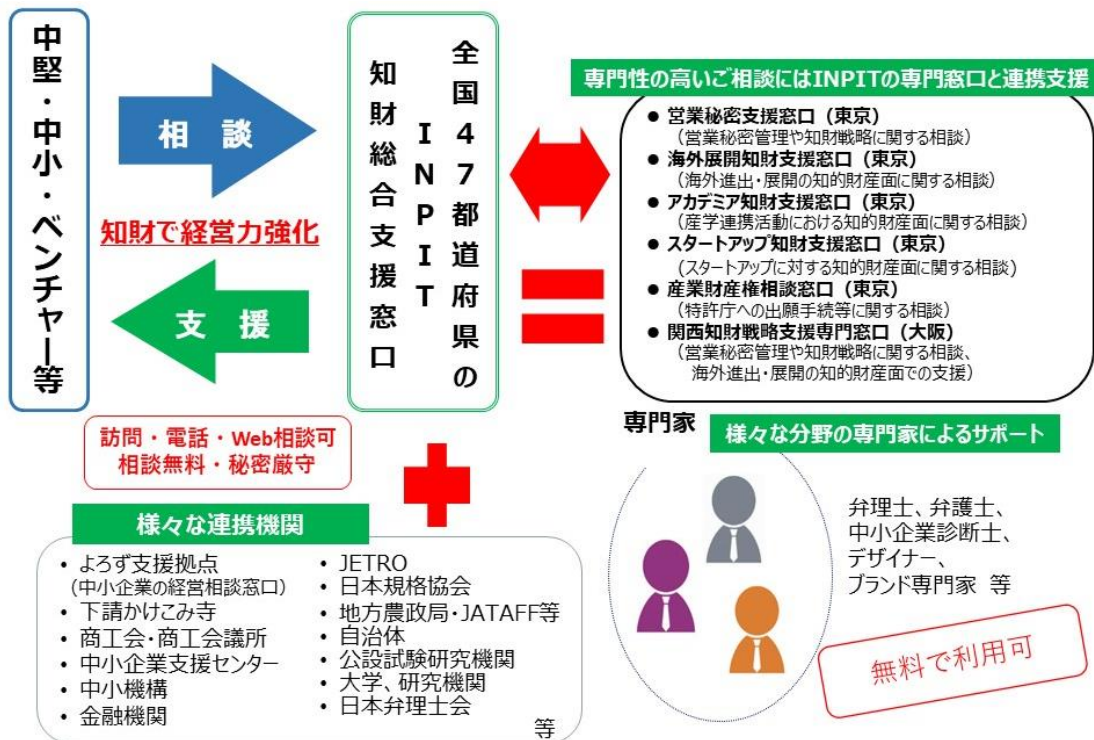 中堅・中小・ベンチャー等
相　談
知財で経営力強化
支　援
全国４７都道府県の
ＩＮＰＩＴ
知財総合支援窓口
訪問・電話・Web相談可
相談無料・秘密厳守
専門性の高いご相談にはINPITの専門窓口と連携支援
● 営業秘密支援窓口（東京）
（営業秘密管理や知財戦略に関する相談）
● 海外展開知財支援窓口（東京）
（海外進出・展開の知的財産面に関する相談）
● アカデミア知財支援窓口（東京）
（産学連携活動における知的財産面に関する相談）
● スタートアップ知財支援窓口（東京）
（スタートアップに対する知的財産面に関する相談）
● 産業財産権相談窓口（東京）
（特許庁への出願手続等に関する相談）
● 関西知財戦略支援専門窓口（大阪）
（営業秘密管理や知財戦略に関する相談、
海外進出・展開の知的財産面での支援）
様々な連携機関
• よろず支援拠点
（中小企業の経営相談窓口）
• 下請かけこみ寺
• 商工会・商工会議所
• 中小企業支援センター
• 中小機構
• 金融機関
• JETRO
• 日本規格協会
• 地方農政局・JATAFF等
• 自治体
• 公設試験研究機関
• 大学、研究機関
• 日本弁理士会
等
専門家
様々な分野の専門家によるサポート
弁理士、弁護士、
中小企業診断士、
デザイナー、
ブランド専門家　等
無料で利用可